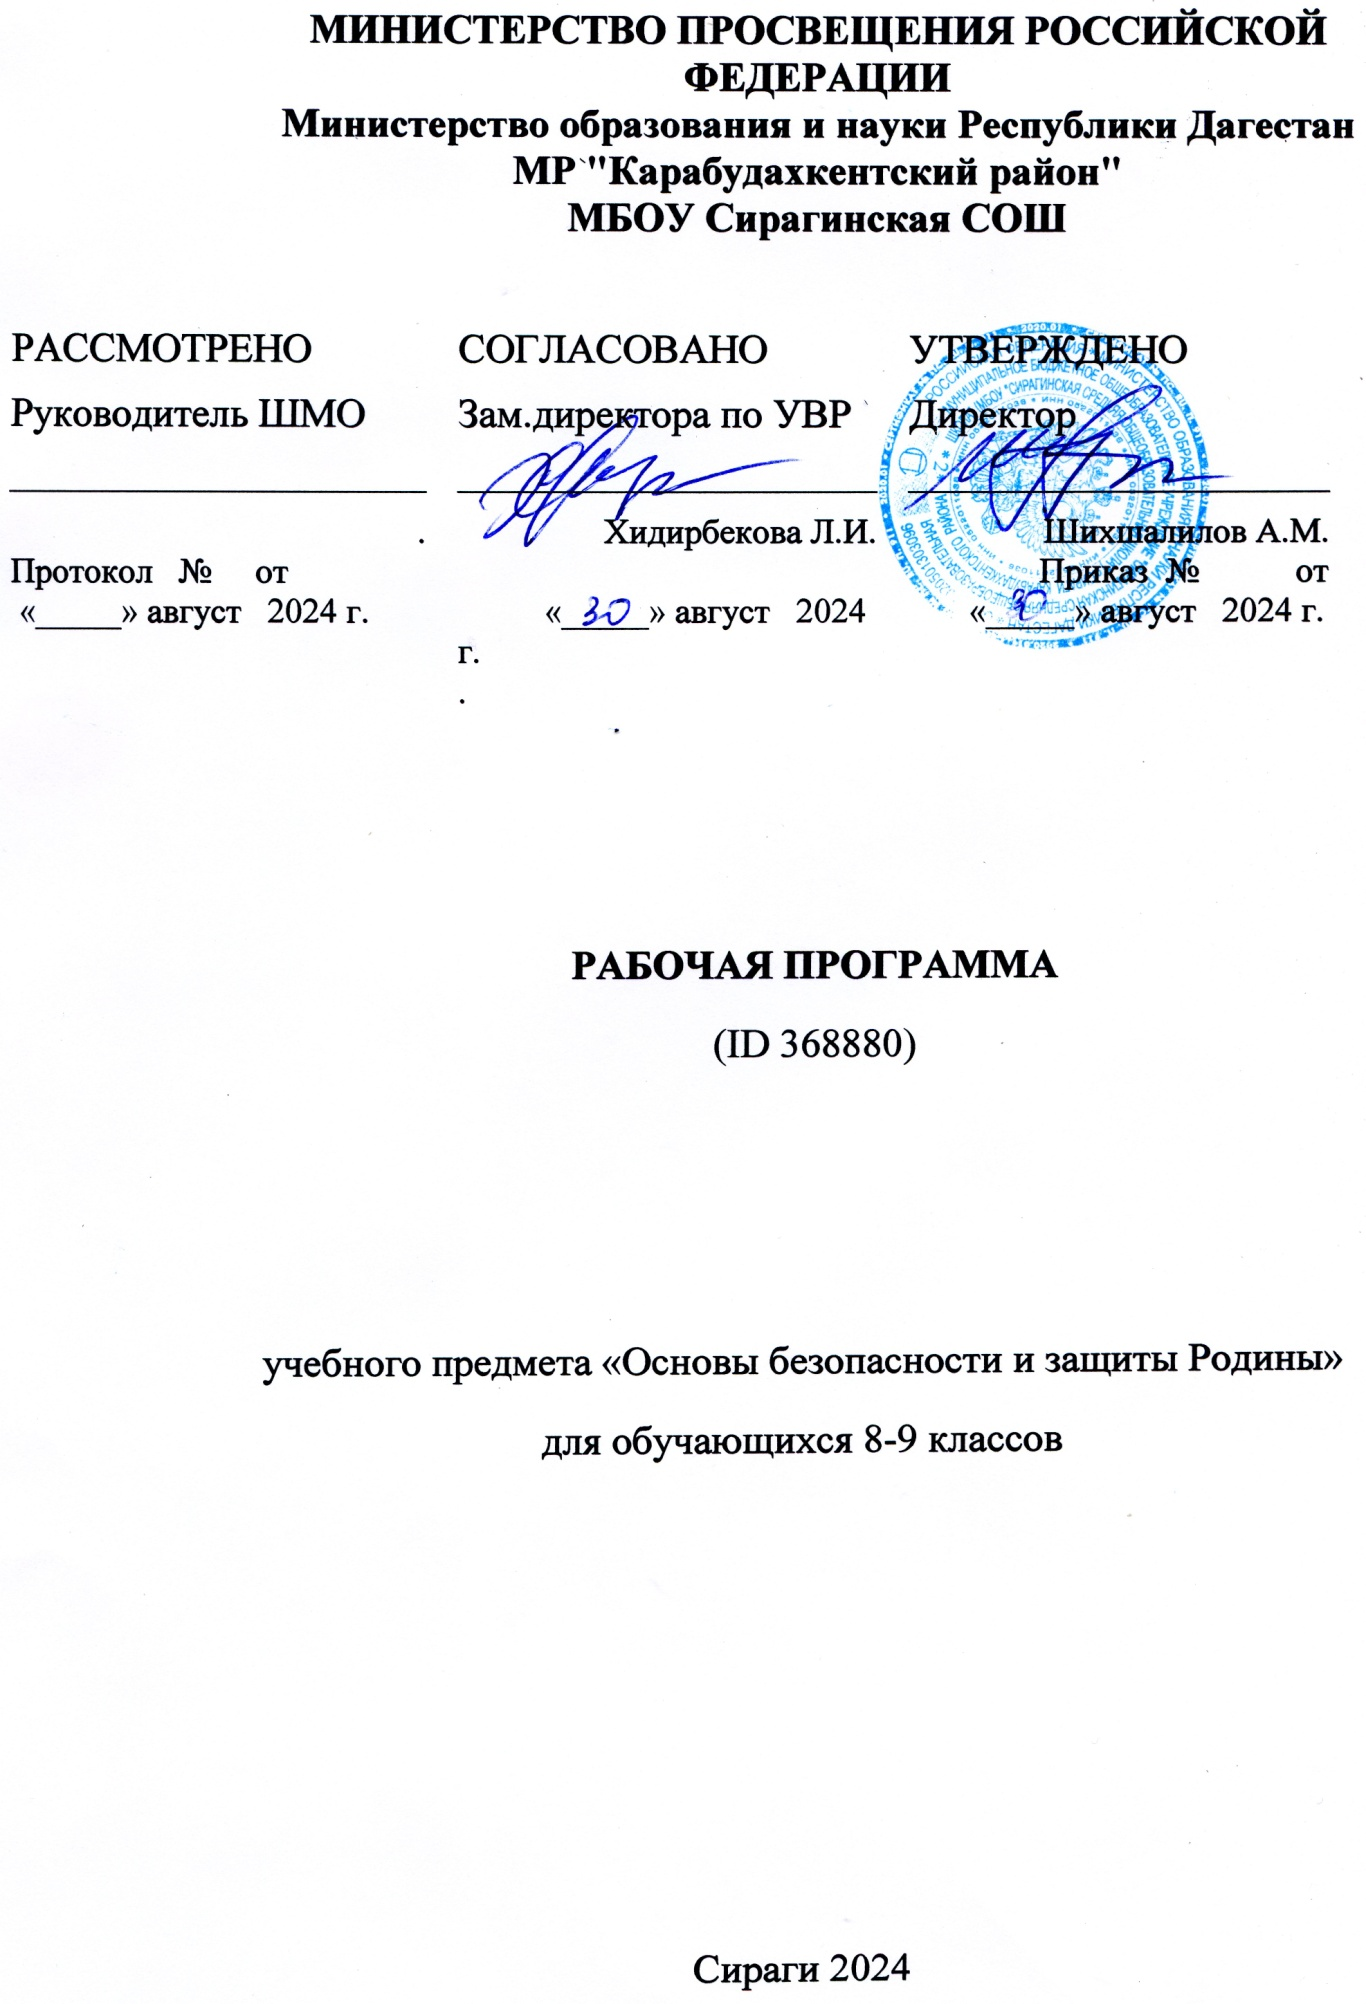 МИНИСТЕРСТВО ПРОСВЕЩЕНИЯ РОССИЙСКОЙ
ФЕДЕРАЦИИ
Министерство образования и науки Республики Дагестан
МР "Карабудахкентский район"
МБОУ Сирагинская СОШ
РАССМОТРЕНО
Руководитель ШМО
.
Протокол № от
«_____» август 2024 г.
СОГЛАСОВАНО
Зам.директора по УВР
Хидирбекова Л.И.
«30» август 2024
г.
.
УТВЕРЖДЕНО
Директор
Шихшалилов А.М.
Приказ № от
«30» август 2024 г.
РАБОЧАЯ ПРОГРАММА
(ID 368880)
учебного предмета «Основы безопасности и защиты Родины»
для обучающихся 8-9 классов
Сираги 2024